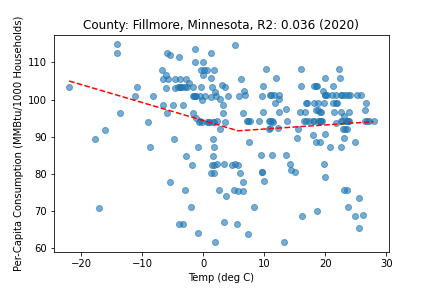 County: Fillmore, Minnesota, R2: 0.036 (2020)
Per-Capita Consumption (MMBtu/1000 Households)
110
100
90
80
70
60
−20 −10 0 10 20 30
Temp (deg C)